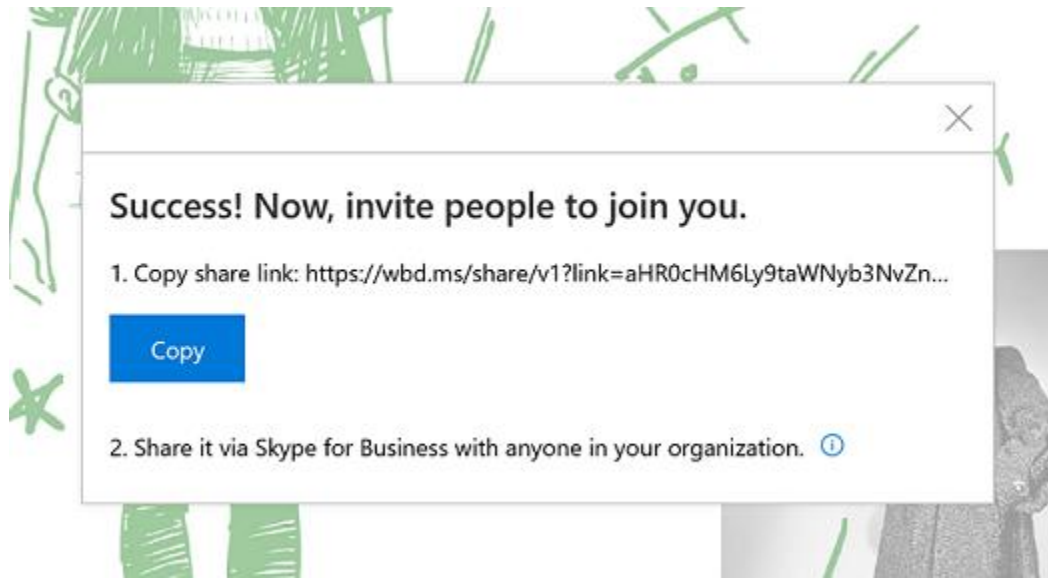 Success! Now, invite people to join you.
1. Copy share link: https://wbd.ms/share/v1?link=aHR0cHM6Ly9taWNyb3NvZn...
Copy
2. Share it via Skype for Business with anyone in your organization.